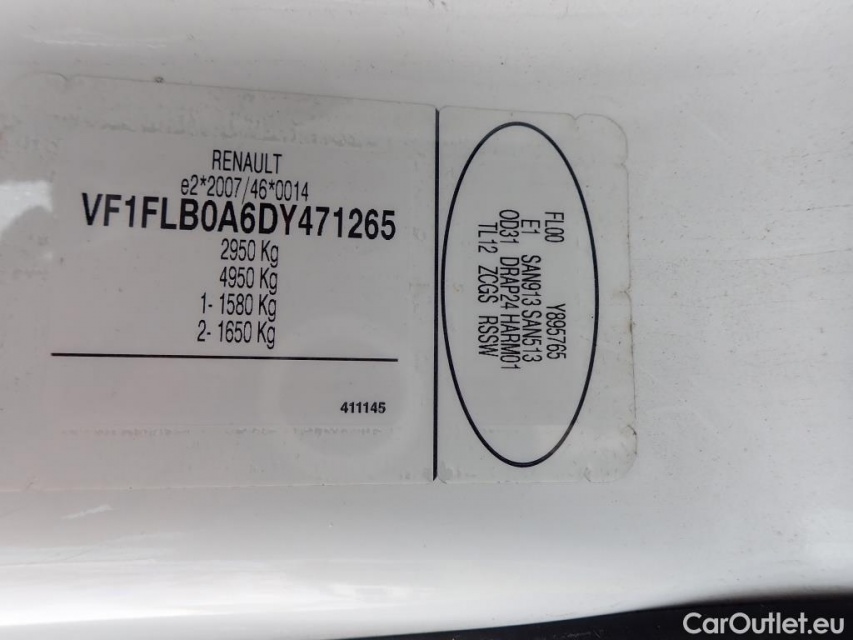 RENAULT
e2*2007/46*0014
VF1FLB0A6DY471265
2950 Kg
4950 Kg
1- 1580 Kg
2- 1650 Kg
411145
FL00 Y895765
E1 SAN913 SAN513
OD31 DRAP24 HARM01
TL12 ZCGS RSSW
CarOutlet.eu